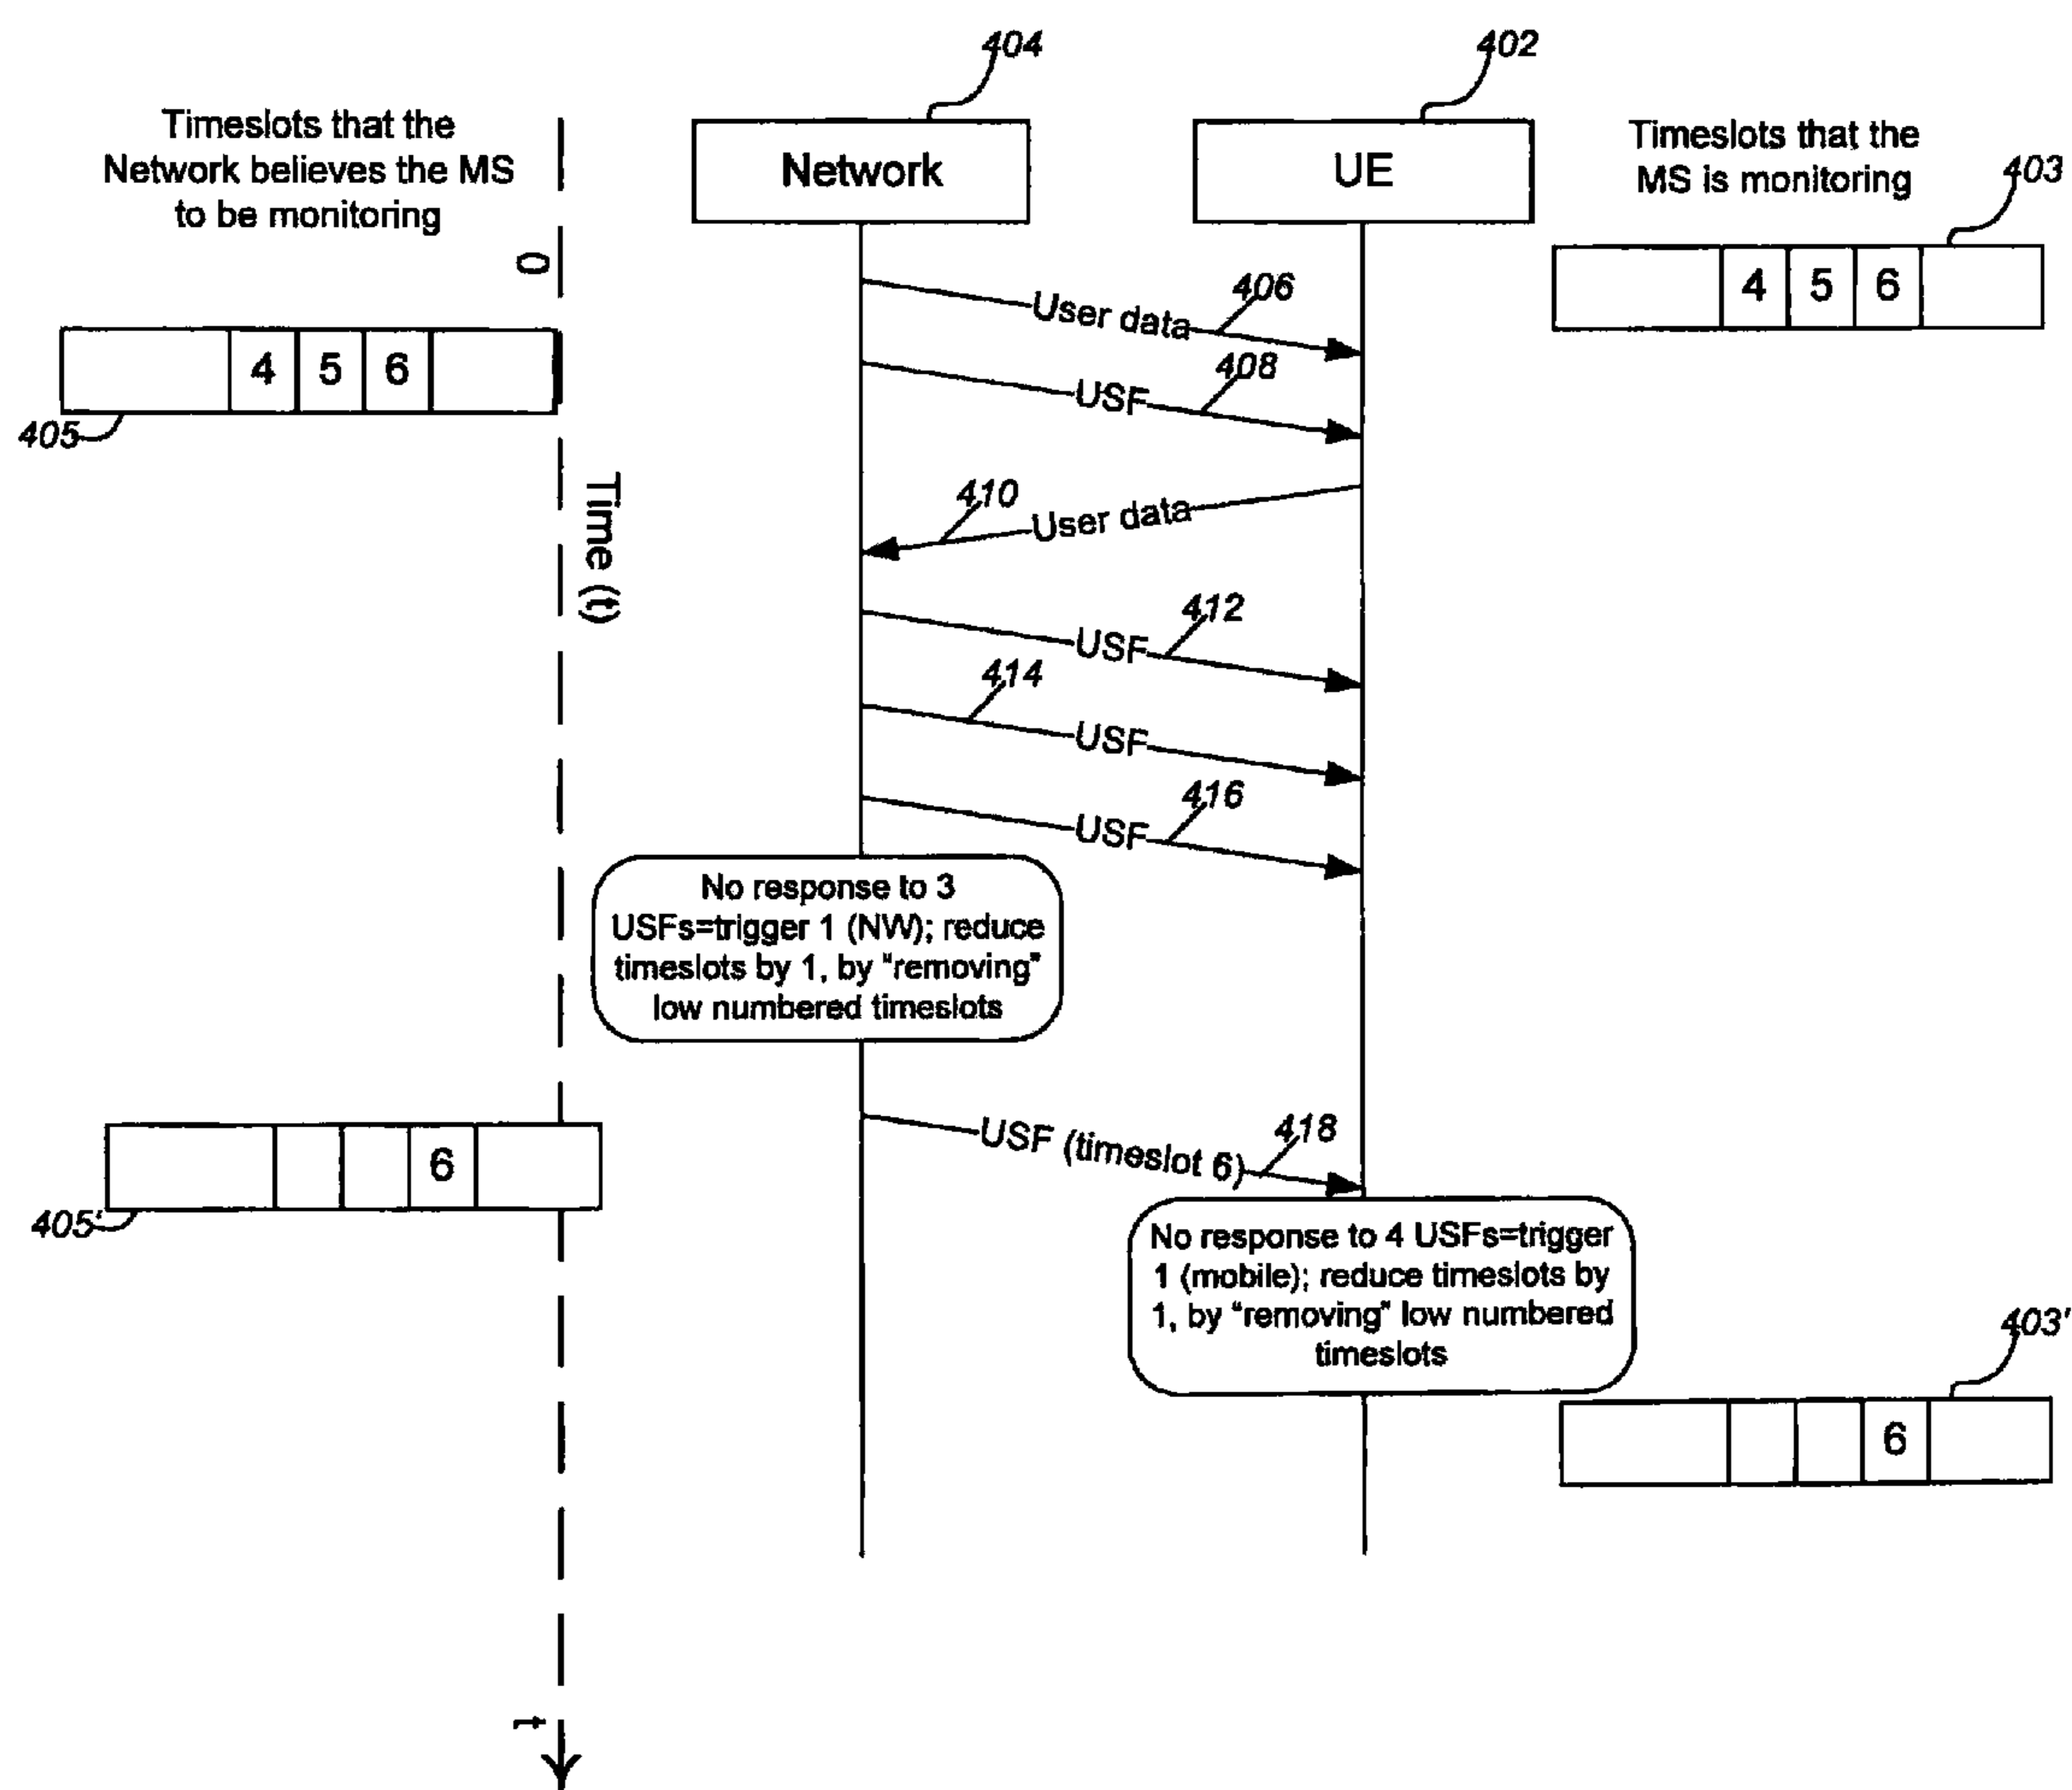 404
402
Timeslots that the
Network believes the MS
to be monitoring
Network
UE
Timeslots that the
MS is monitoring
403
0
4 5 6
4 5 6
405
User data
406
USF
408
Time (t)
User data
410
USF
412
USF
414
USF
416
No response to 3
USFs=trigger 1 (NW); reduce
timeslots by 1, by "removing"
low numbered timeslots
USF (timeslot 6)
418
6
405'
No response to 4 USFs=trigger
1 (mobile); reduce timeslots by
1, by "removing" low numbered
timeslots
403'
6
t